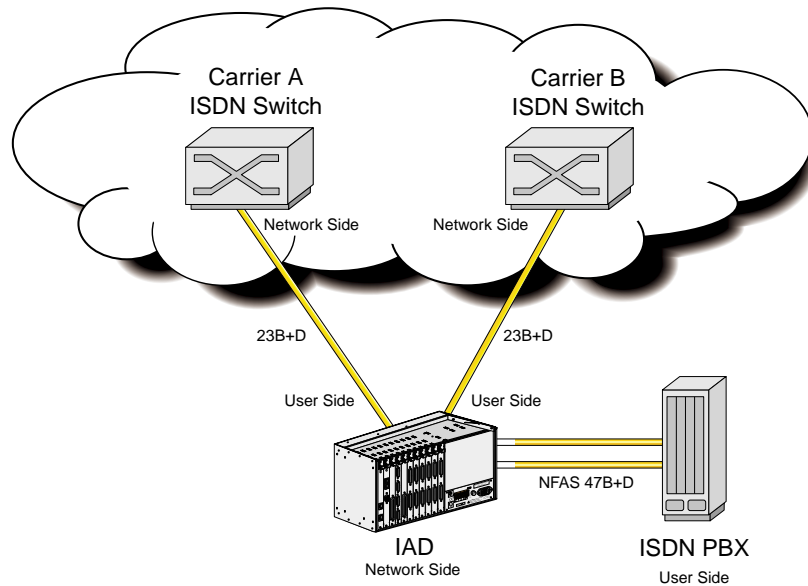 Carrier A
ISDN Switch
Carrier B
ISDN Switch
Network Side
Network Side
23B+D
23B+D
User Side
User Side
NFAS 47B+D
IAD
Network Side
ISDN PBX
User Side